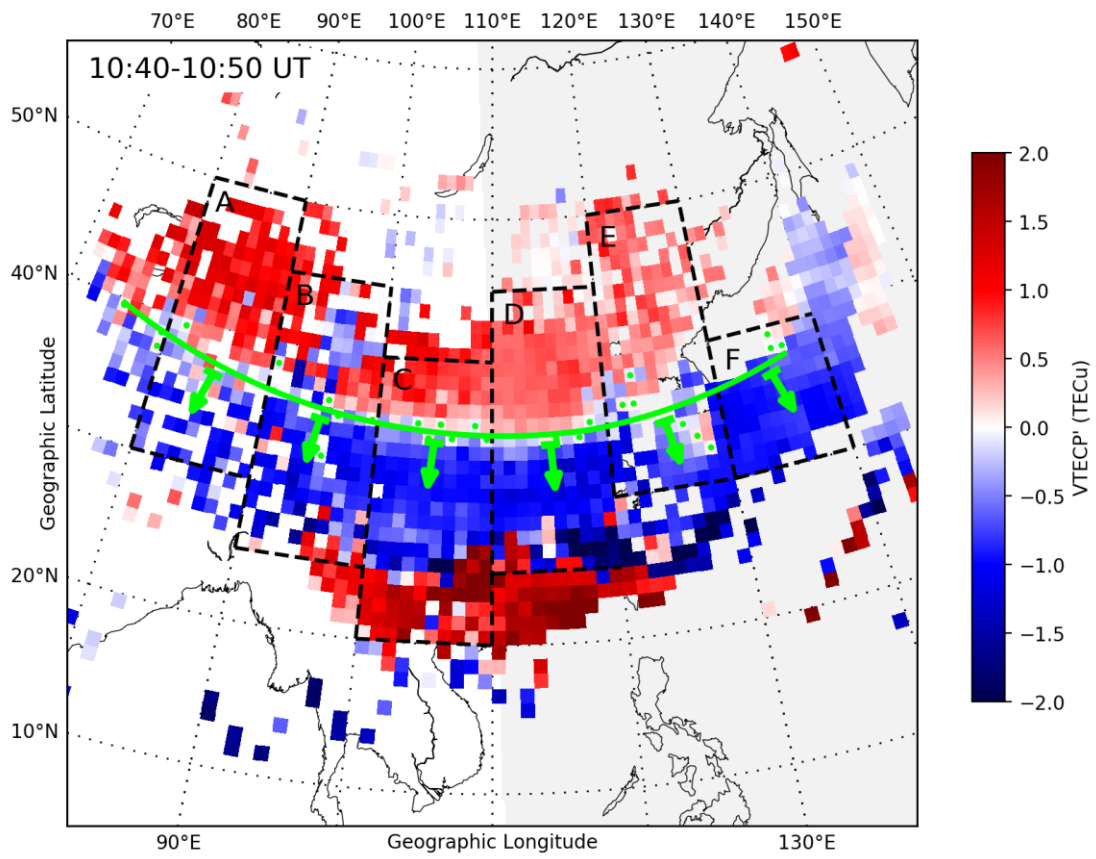 70°E 80°E 90°E 100°E 110°E 120°E 130°E 140°E 150°E
10:40-10:50 UT
50°N
40°N
20°N
10°N
Geographic Latitude
A
B
C
D
E
F
90°E
Geographic Longitude
130°E
2.0
1.5
1.0
0.5
0.0
−0.5
−1.0
−1.5
−2.0
VTECP' (TECu)